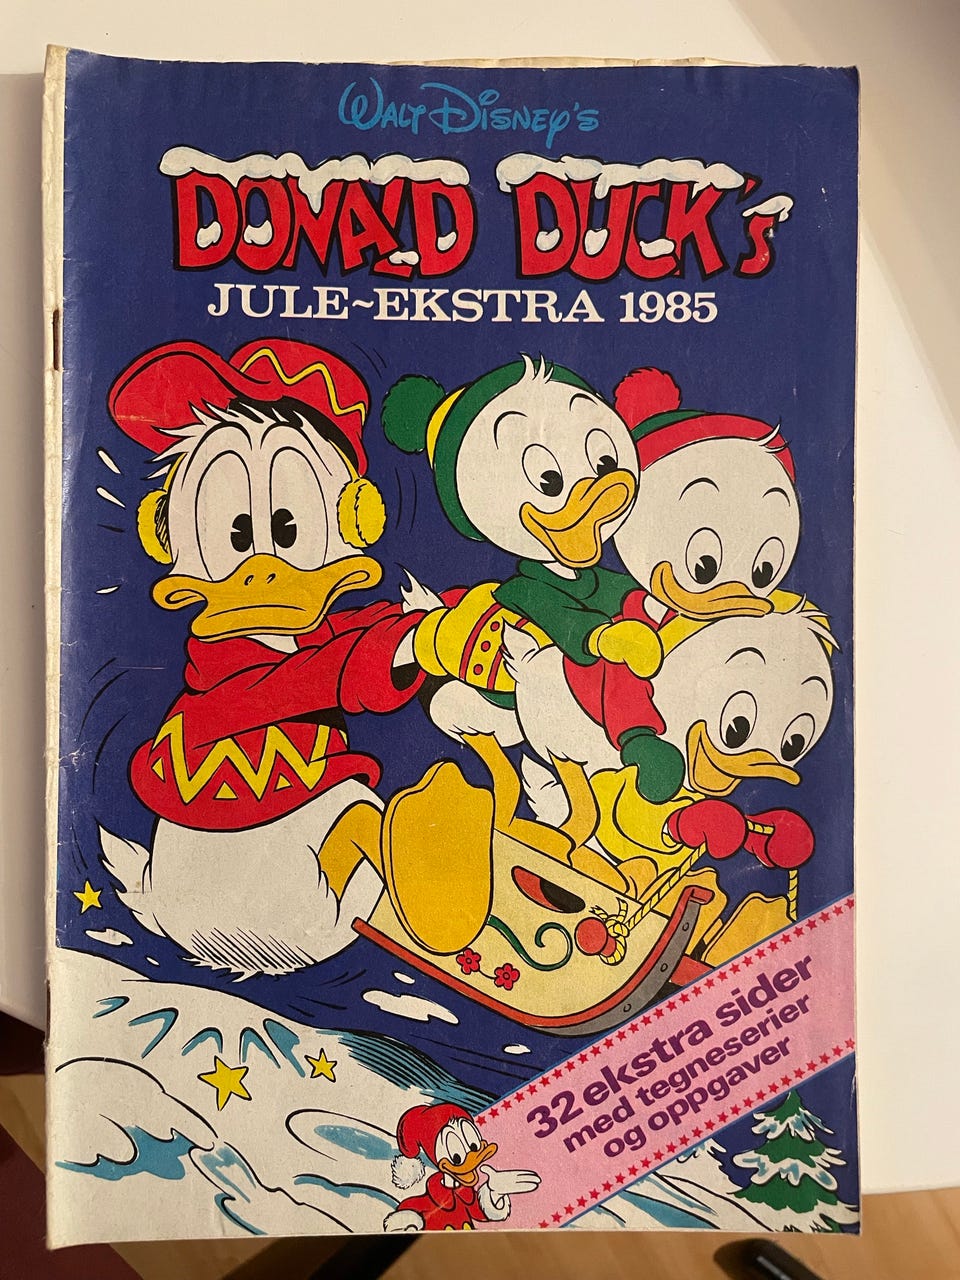 WALT DISNEY'S
DONALD DUCK's
JULE~EKSTRA 1985
32 ekstra sider
med tegneserier
og oppgaver